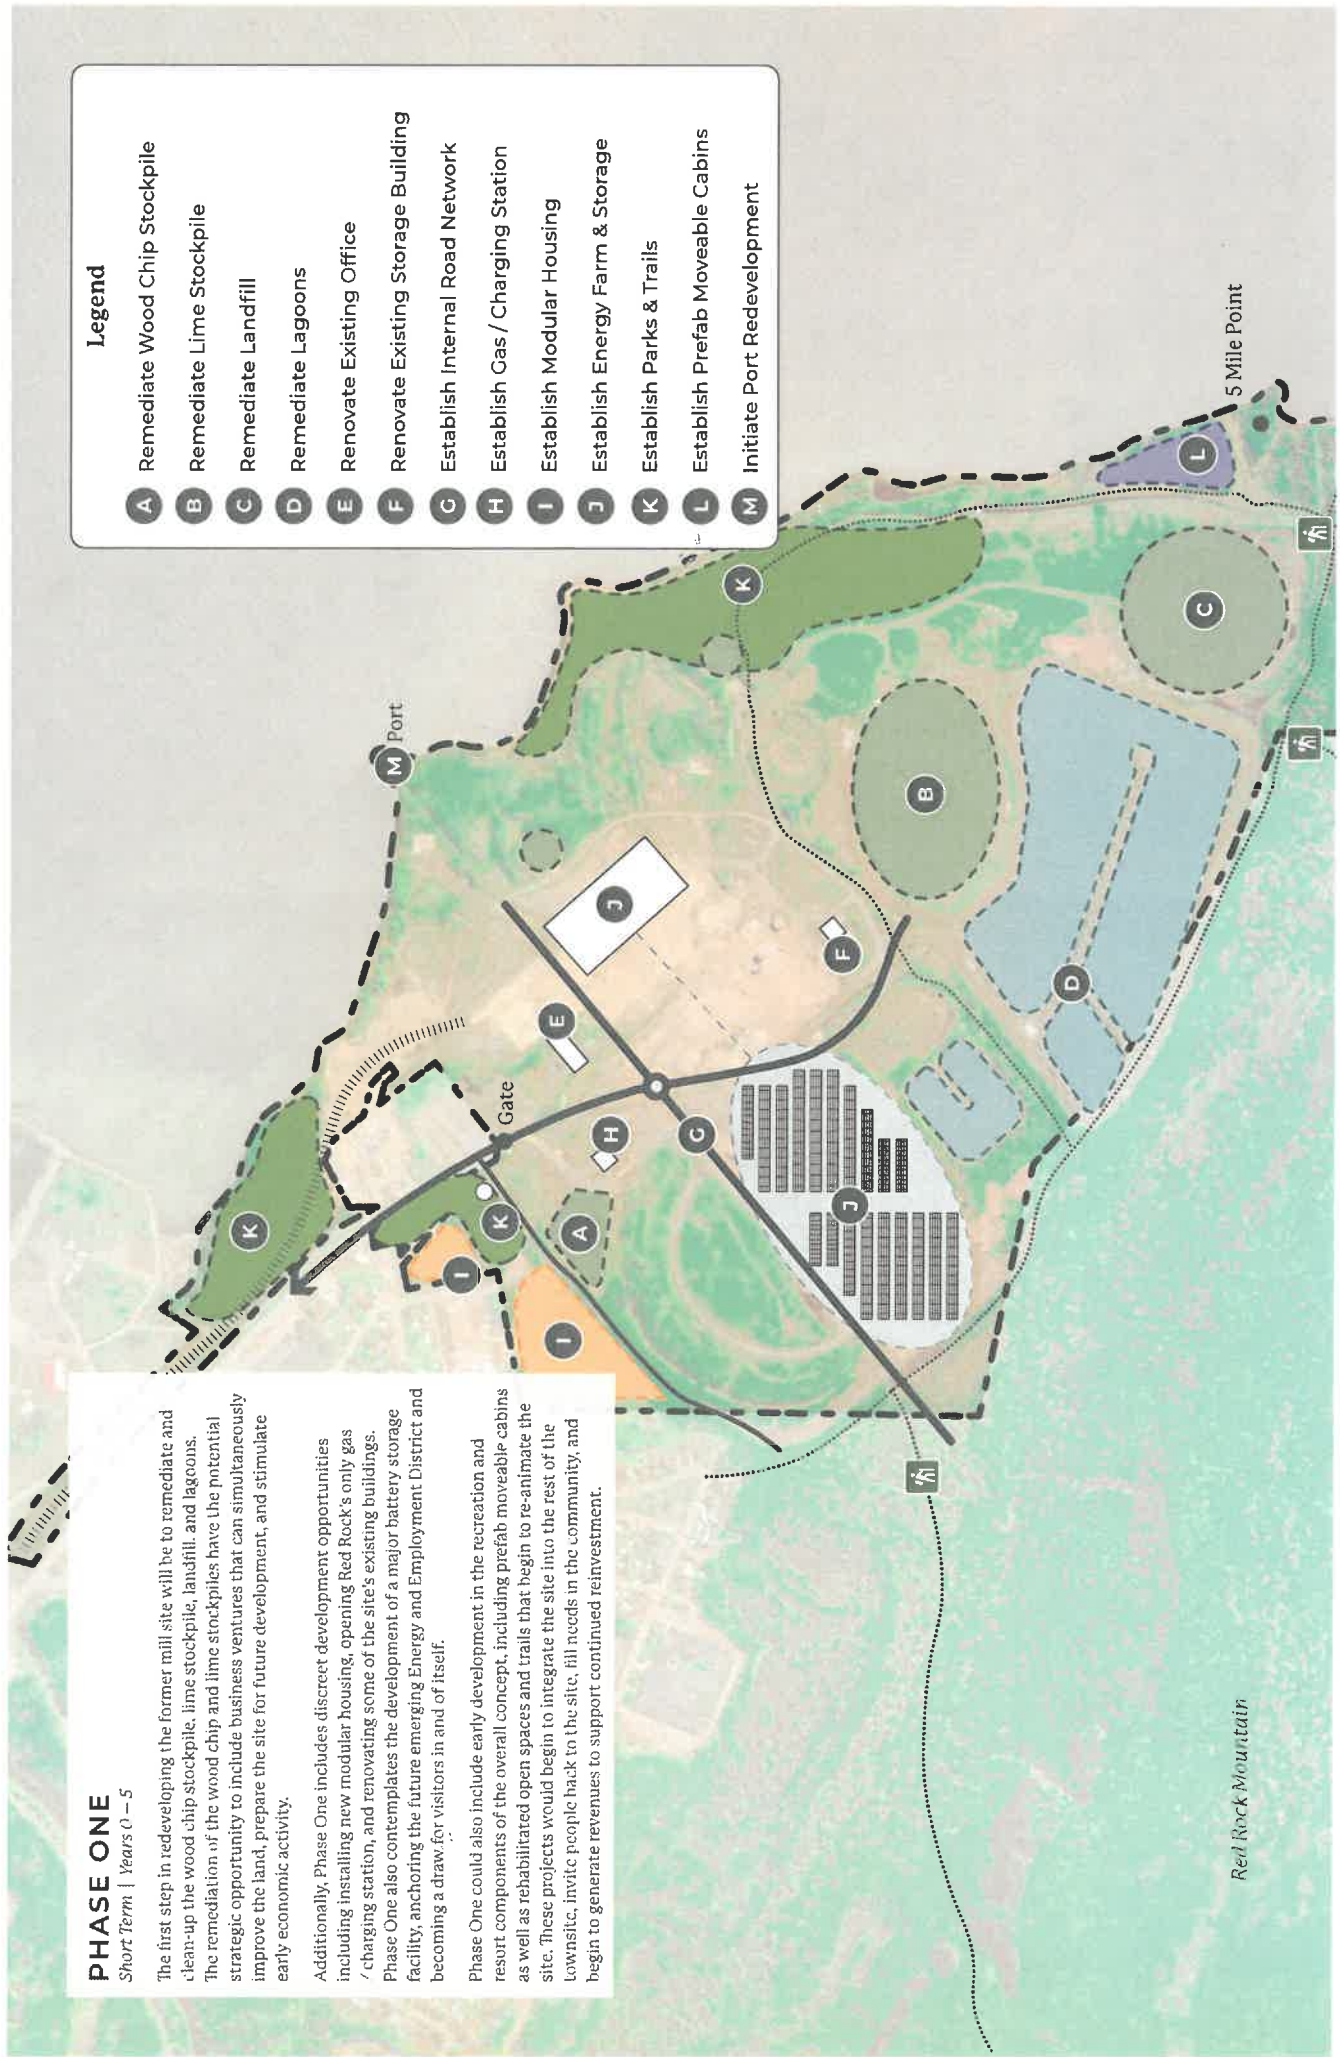 PHASE ONE
Short Term | Years 0 – 5
The first step in redeveloping the former mill site will be to remediate and
clean-up the wood chip stockpile, lime stockpile, landfill, and lagoons.
The remediation of the wood chip and lime stockpiles have the potential
strategic opportunity to include business ventures that can simultaneously
improve the land, prepare the site for future development, and stimulate
early economic activity.
Additionally, Phase One includes discreet development opportunities
including installing new modular housing, opening Red Rock's only gas
/ charging station, and renovating some of the site's existing buildings.
Phase One also contemplates the development of a major battery storage
facility, anchoring the future emerging Energy and Employment District and
becoming a draw for visitors in and of itself.
Phase One could also include early development in the recreation and
resort components of the overall concept, including prefab moveable cabins
as well as rehabilitated open spaces and trails that begin to re-animate the
site. These projects would begin to integrate the site into the rest of the
townsite, invite people back to the site, fill needs in the community, and
begin to generate revenues to support continued reinvestment.
Legend
A Remediate Wood Chip Stockpile
B Remediate Lime Stockpile
C Remediate Landfill
D Remediate Lagoons
E Renovate Existing Office
F Renovate Existing Storage Building
G Establish Internal Road Network
H Establish Gas / Charging Station
I Establish Modular Housing
J Establish Energy Farm & Storage
K Establish Parks & Trails
L Establish Prefab Moveable Cabins
M Initiate Port Redevelopment
K
M Port
Gate
K
I
I
A
H
E
J
G
J
F
K
B
D
C
L
5 Mile Point
Red Rock Mountain